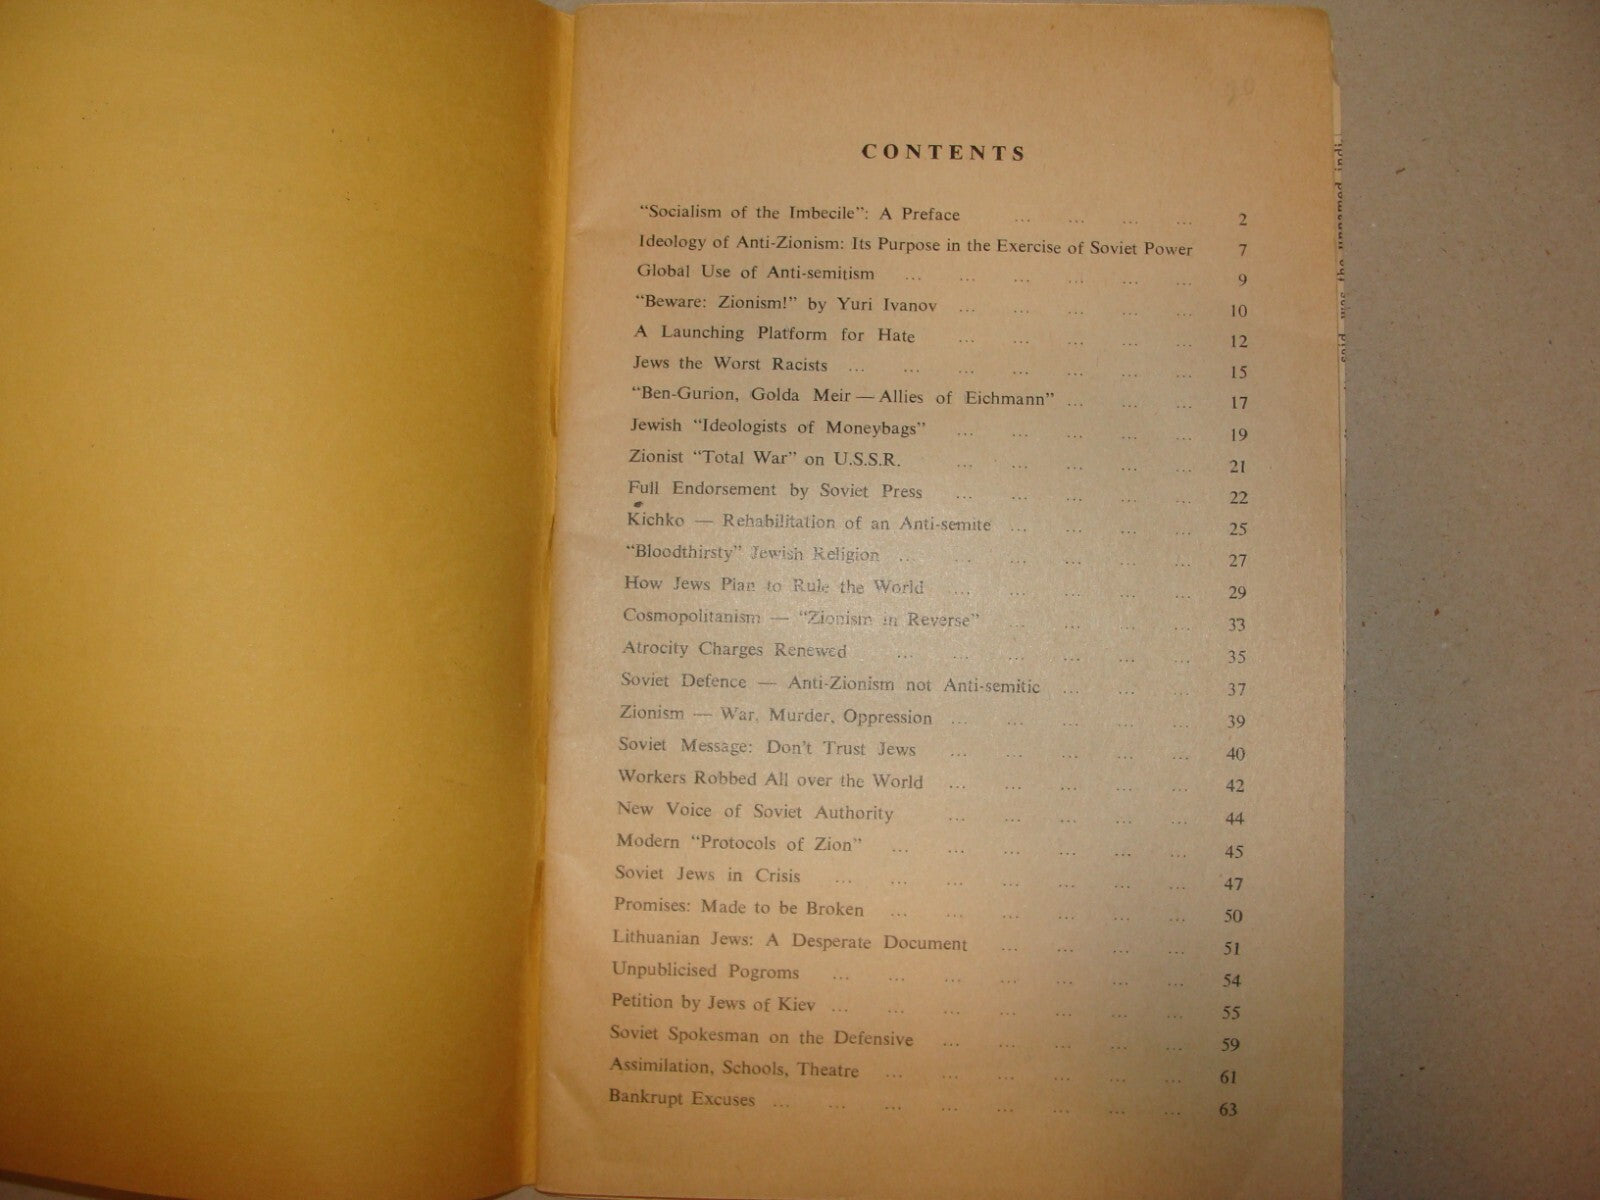 CONTENTS
“Socialism of the Imbecile”: A Preface ... ... ... ... 2
Ideology of Anti-Zionism: Its Purpose in the Exercise of Soviet Power 7
Global Use of Anti-semitism ... ... ... ... ... ... 9
“Beware: Zionism!” by Yuri Ivanov ... ... ... ... ... 10
A Launching Platform for Hate ... ... ... ... ... 12
Jews the Worst Racists ... ... ... ... ... ... ... 15
“Ben-Gurion, Golda Meir — Allies of Eichmann” ... ... ... 17
Jewish “Ideologists of Moneybags” ... ... ... ... ... 19
Zionist “Total War” on U.S.S.R. ... ... ... ... ... 21
Full Endorsement by Soviet Press ... ... ... ... ... 22
Kichko — Rehabilitation of an Anti-semite ... ... ... ... 25
“Bloodthirsty” Jewish Religion ... ... ... ... ... ... 27
How Jews Plan to Rule the World ... ... ... ... ... 29
Cosmopolitanism — “Zionism in Reverse” ... ... ... ... 33
Atrocity Charges Renewed ... ... ... ... ... ... 35
Soviet Defence — Anti-Zionism not Anti-semitic ... ... ... 37
Zionism — War, Murder, Oppression ... ... ... ... ... 39
Soviet Message: Don't Trust Jews ... ... ... ... ... 40
Workers Robbed All over the World ... ... ... ... ... 42
New Voice of Soviet Authority ... ... ... ... ... 44
Modern “Protocols of Zion” ... ... ... ... ... ... 45
Soviet Jews in Crisis ... ... ... ... ... ... ... 47
Promises: Made to be Broken ... ... ... ... ... ... 50
Lithuanian Jews: A Desperate Document ... ... ... ... 51
Unpublicised Pogroms ... ... ... ... ... ... ... 54
Petition by Jews of Kiev ... ... ... ... ... ... ... 55
Soviet Spokesman on the Defensive ... ... ... ... ... 59
Assimilation, Schools, Theatre ... ... ... ... ... ... 61
Bankrupt Excuses ... ... ... ... ... ... ... ... 63
said was the unnamed indi